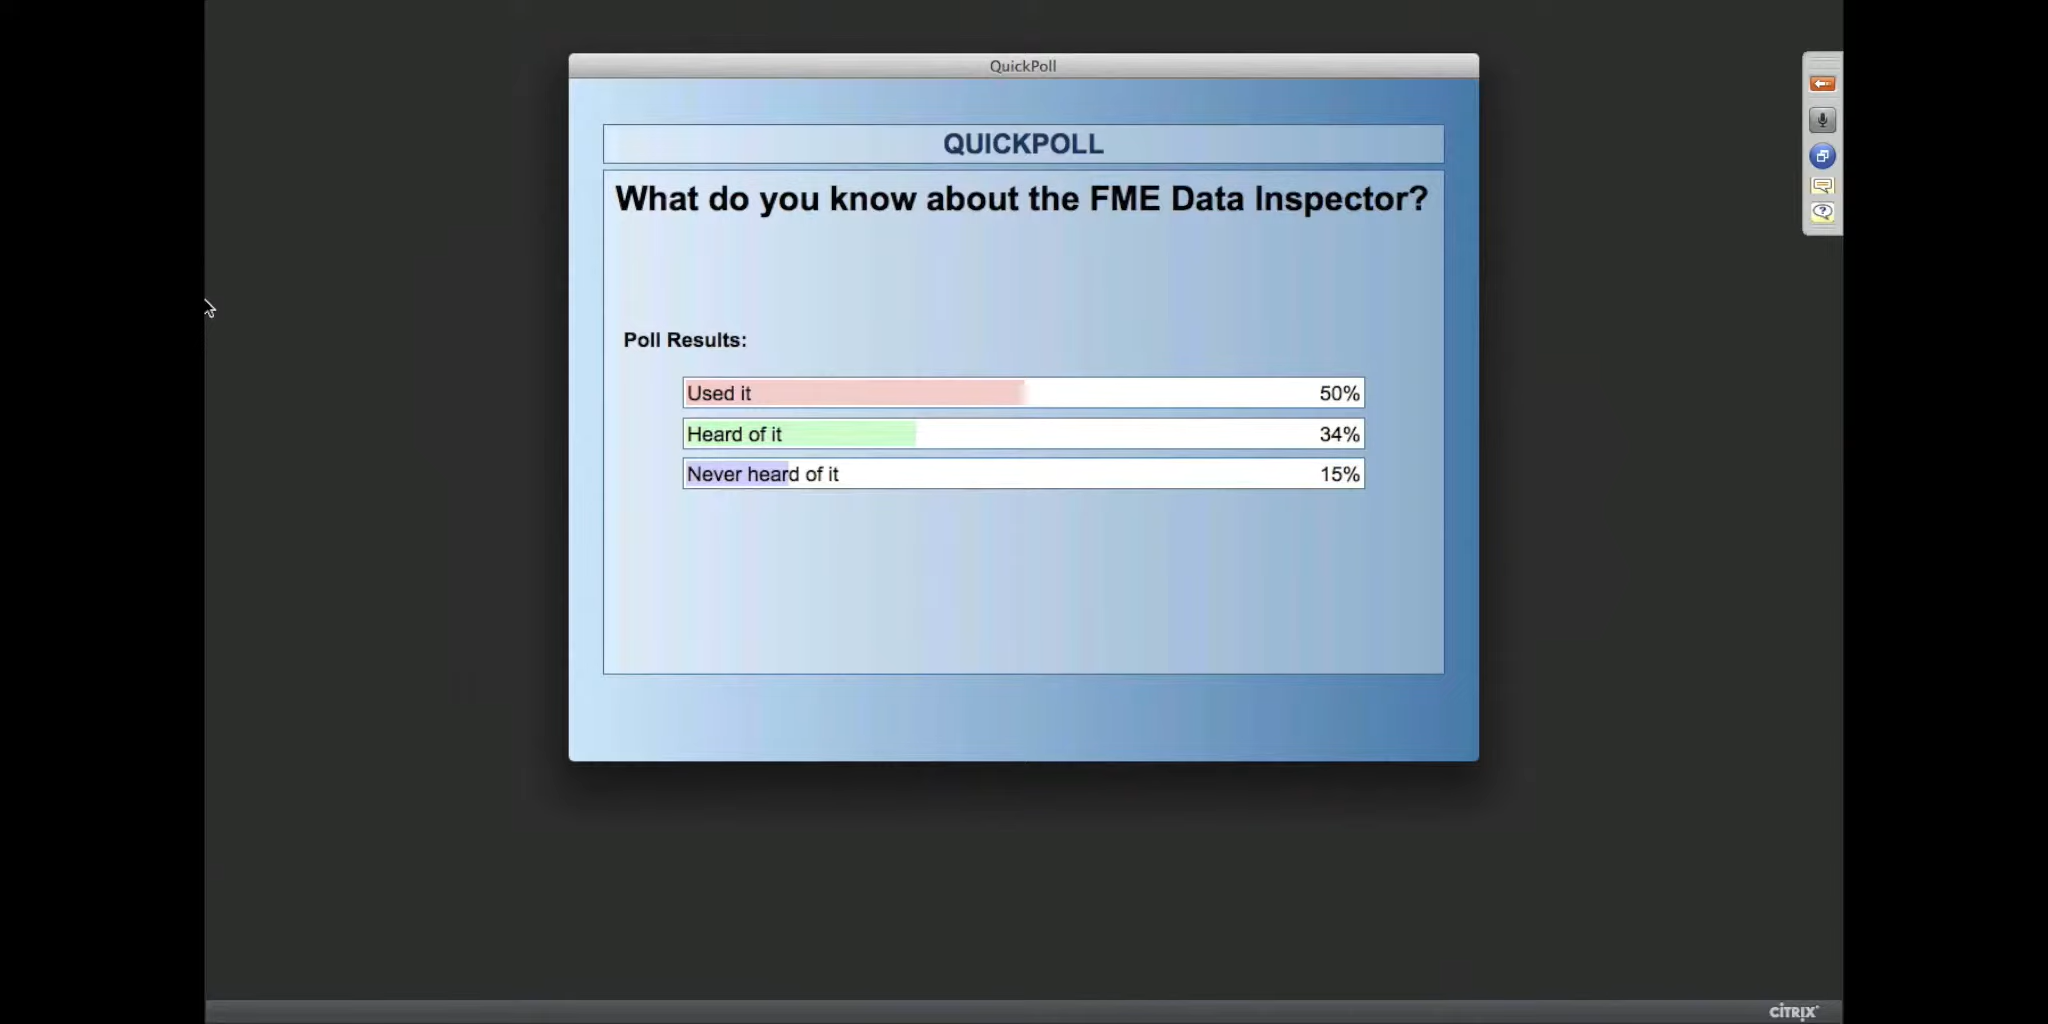 QuickPoll
QUICKPOLL
What do you know about the FME Data Inspector?
Poll Results:
Used it 50%
Heard of it 34%
Never heard of it 15%
CITRIX